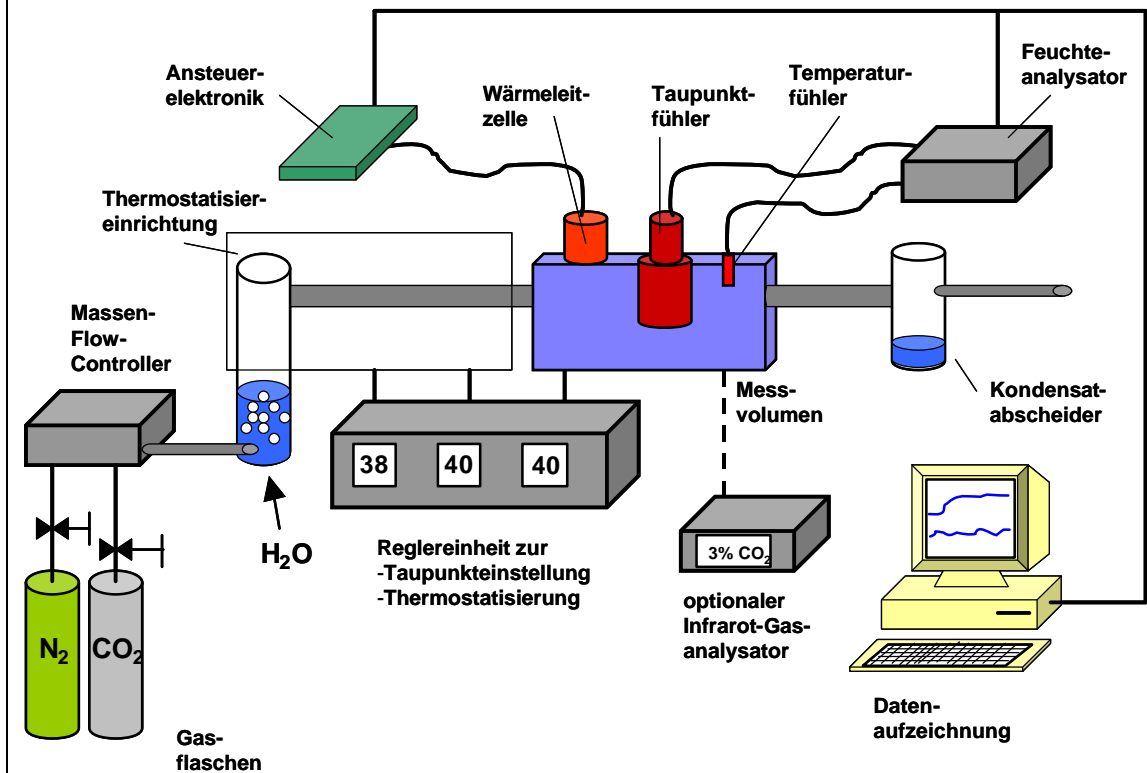 Ansteuer-
elektronik
Wärmeleit-
zelle
Taupunkt-
fühler
Temperatur-
fühler
Feuchte-
analysator
Thermostatisier-
einrichtung
Massen-
Flow-
Controller
Mess-
volumen
Kondensat-
abscheider
38
40
40
H₂O
Reglereinheit zur
-Taupunkteinstellung
-Thermostatisierung
3% CO₂
optionaler
Infrarot-Gas-
analysator
N₂
CO₂
Gas-
flaschen
Daten-
aufzeichnung